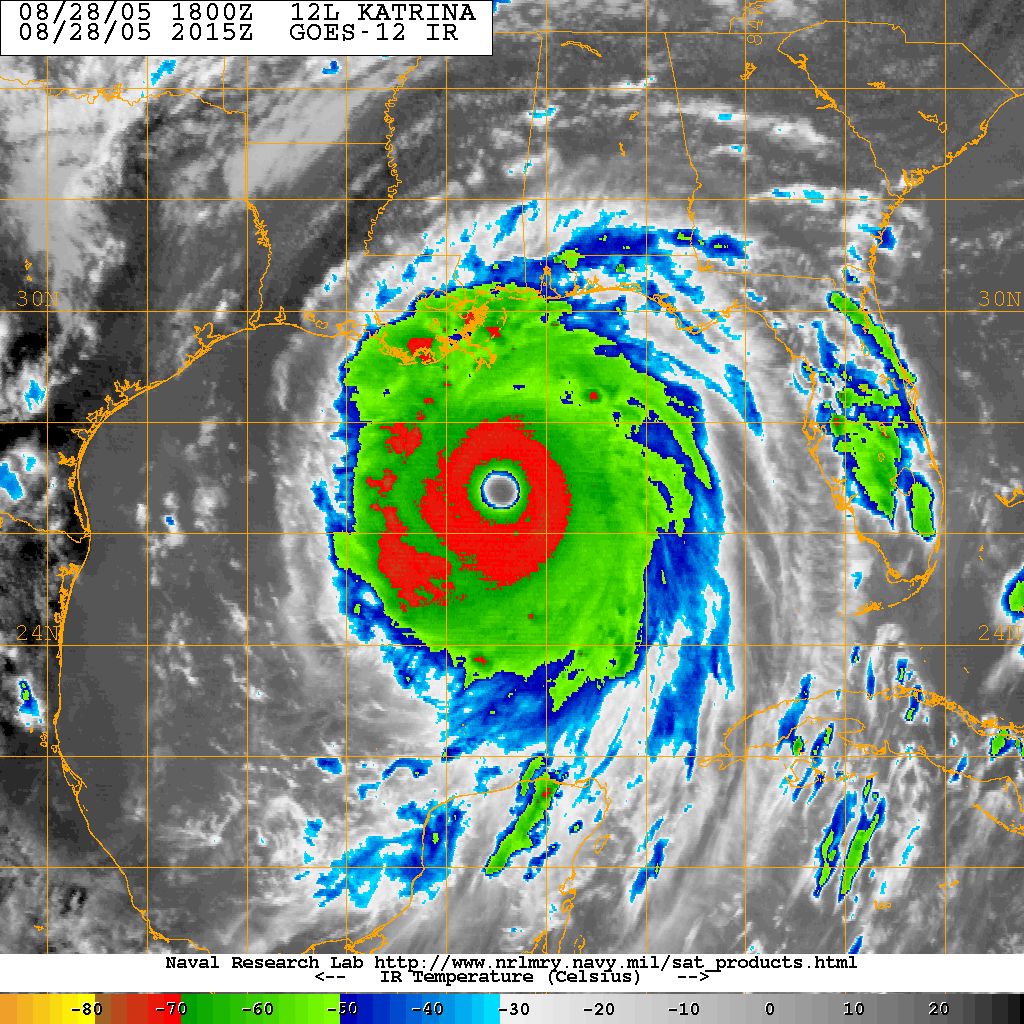 08/28/05 1800Z 12L KATRINA
08/28/05 2015Z GOES-12 IR
84W
30N 30N
24N 24N
Naval Research Lab http://www.nrlmry.navy.mil/sat_products.html
<-- IR Temperature (Celsius) -->
-80 -70 -60 -50 -40 -30 -20 -10 0 10 20